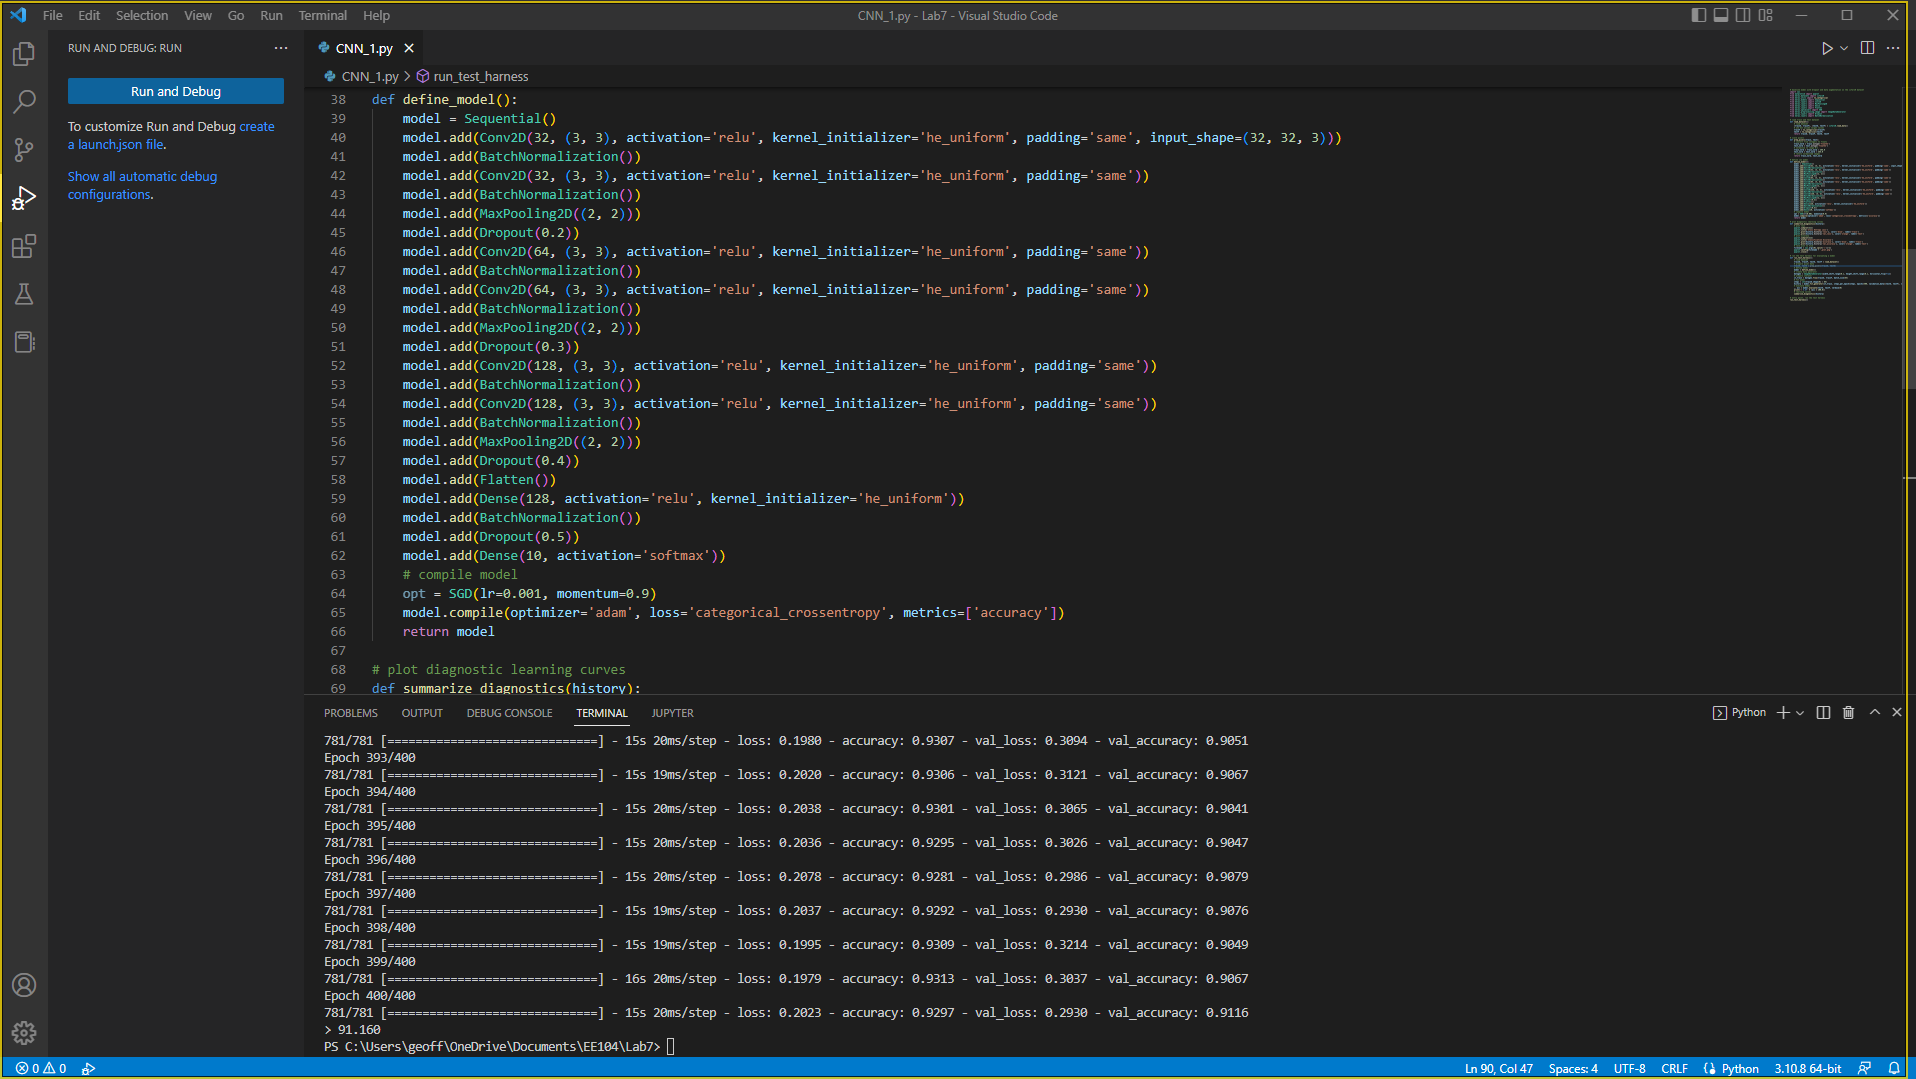 File Edit Selection View Go Run Terminal Help
CNN_1.py - Lab7 - Visual Studio Code
RUN AND DEBUG: RUN
Run and Debug
To customize Run and Debug create
a launch.json file.
Show all automatic debug
configurations.
CNN_1.py
CNN_1.py > run_test_harness
38 def define_model():
39 model = Sequential()
40 model.add(Conv2D(32, (3, 3), activation='relu', kernel_initializer='he_uniform', padding='same', input_shape=(32, 32, 3)))
41 model.add(BatchNormalization())
42 model.add(Conv2D(32, (3, 3), activation='relu', kernel_initializer='he_uniform', padding='same'))
43 model.add(BatchNormalization())
44 model.add(MaxPooling2D((2, 2)))
45 model.add(Dropout(0.2))
46 model.add(Conv2D(64, (3, 3), activation='relu', kernel_initializer='he_uniform', padding='same'))
47 model.add(BatchNormalization())
48 model.add(Conv2D(64, (3, 3), activation='relu', kernel_initializer='he_uniform', padding='same'))
49 model.add(BatchNormalization())
50 model.add(MaxPooling2D((2, 2)))
51 model.add(Dropout(0.3))
52 model.add(Conv2D(128, (3, 3), activation='relu', kernel_initializer='he_uniform', padding='same'))
53 model.add(BatchNormalization())
54 model.add(Conv2D(128, (3, 3), activation='relu', kernel_initializer='he_uniform', padding='same'))
55 model.add(BatchNormalization())
56 model.add(MaxPooling2D((2, 2)))
57 model.add(Dropout(0.4))
58 model.add(Flatten())
59 model.add(Dense(128, activation='relu', kernel_initializer='he_uniform'))
60 model.add(BatchNormalization())
61 model.add(Dropout(0.5))
62 model.add(Dense(10, activation='softmax'))
63 # compile model
64 opt = SGD(lr=0.001, momentum=0.9)
65 model.compile(optimizer='adam', loss='categorical_crossentropy', metrics=['accuracy'])
66 return model
67
68 # plot diagnostic learning curves
69 def summarize_diagnostics(history):
PROBLEMS OUTPUT DEBUG CONSOLE TERMINAL JUPYTER
Python
781/781 [==============================] - 15s 20ms/step - loss: 0.1980 - accuracy: 0.9307 - val_loss: 0.3094 - val_accuracy: 0.9051
Epoch 393/400
781/781 [==============================] - 15s 19ms/step - loss: 0.2020 - accuracy: 0.9306 - val_loss: 0.3121 - val_accuracy: 0.9067
Epoch 394/400
781/781 [==============================] - 15s 20ms/step - loss: 0.2038 - accuracy: 0.9301 - val_loss: 0.3065 - val_accuracy: 0.9041
Epoch 395/400
781/781 [==============================] - 15s 20ms/step - loss: 0.2036 - accuracy: 0.9295 - val_loss: 0.3026 - val_accuracy: 0.9047
Epoch 396/400
781/781 [==============================] - 15s 20ms/step - loss: 0.2078 - accuracy: 0.9281 - val_loss: 0.2986 - val_accuracy: 0.9079
Epoch 397/400
781/781 [==============================] - 15s 19ms/step - loss: 0.2037 - accuracy: 0.9292 - val_loss: 0.2930 - val_accuracy: 0.9076
Epoch 398/400
781/781 [==============================] - 15s 19ms/step - loss: 0.1995 - accuracy: 0.9309 - val_loss: 0.3214 - val_accuracy: 0.9049
Epoch 399/400
781/781 [==============================] - 16s 20ms/step - loss: 0.1979 - accuracy: 0.9313 - val_loss: 0.3037 - val_accuracy: 0.9067
Epoch 400/400
781/781 [==============================] - 15s 20ms/step - loss: 0.2023 - accuracy: 0.9297 - val_loss: 0.2930 - val_accuracy: 0.9116
> 91.160
PS C:\Users\geoff\OneDrive\Documents\EE104\Lab7>
0 0
Ln 90, Col 47 Spaces: 4 UTF-8 CRLF Python 3.10.8 64-bit